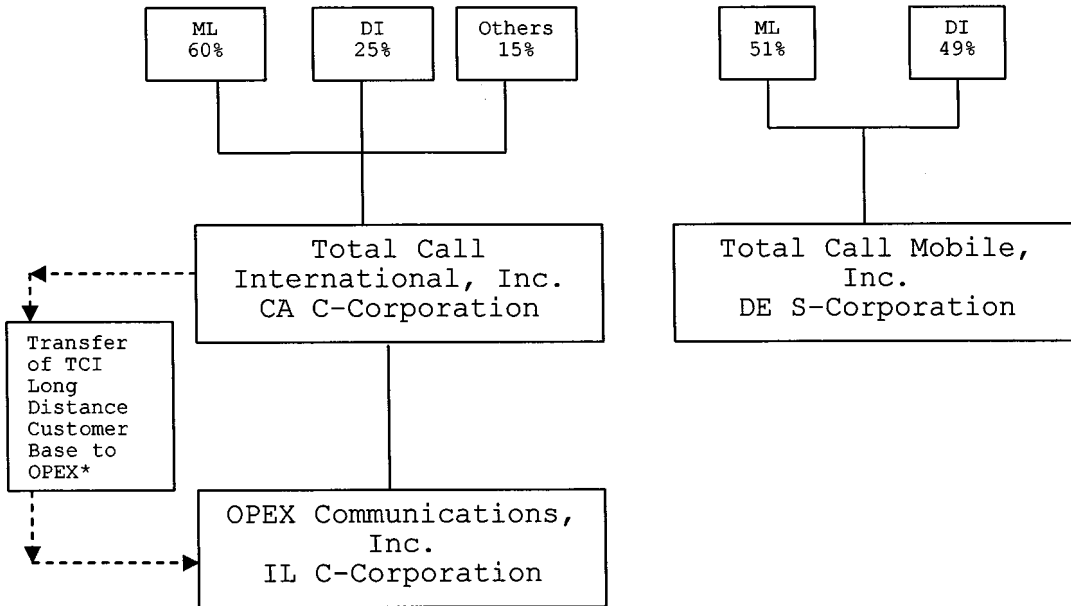 ML
60%
DI
25%
Others
15%
ML
51%
DI
49%
Total Call
International, Inc.
CA C-Corporation
Total Call Mobile,
Inc.
DE S-Corporation
Transfer
of TCI
Long
Distance
Customer
Base to
OPEX*
OPEX Communications,
Inc.
IL C-Corporation